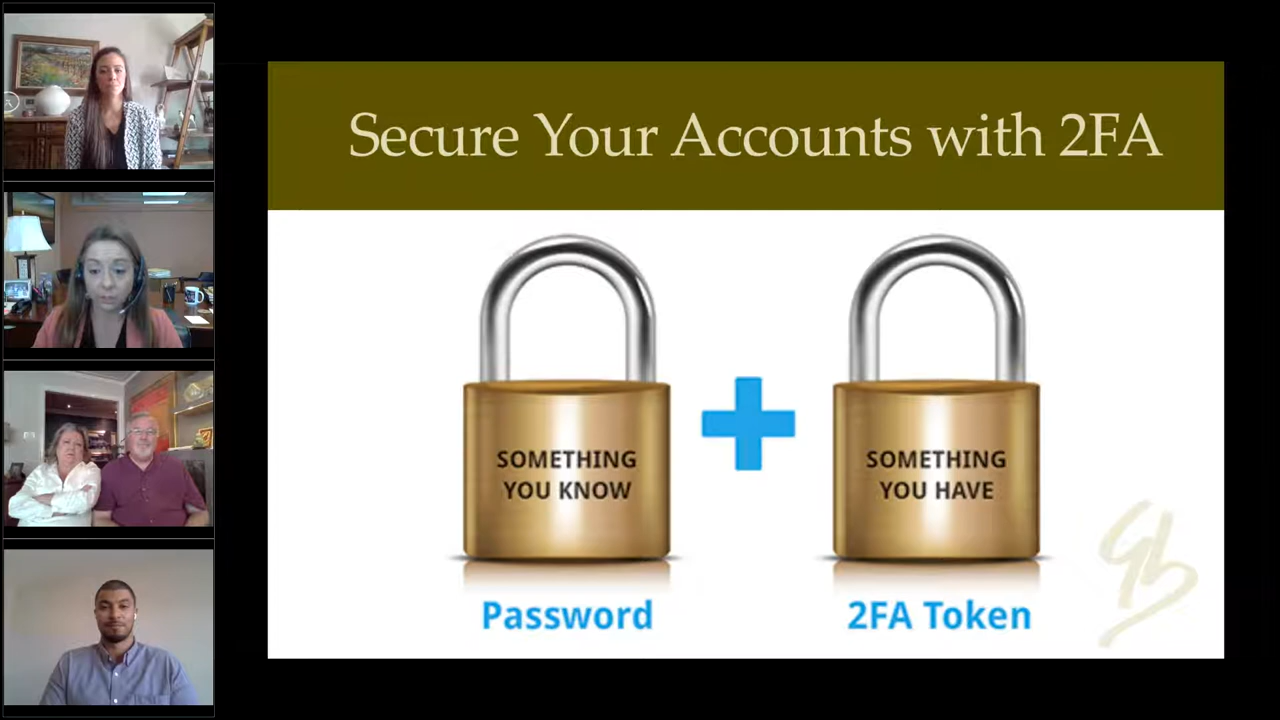 Secure Your Accounts with 2FA
SOMETHING
YOU KNOW
SOMETHING
YOU HAVE
Password
2FA Token